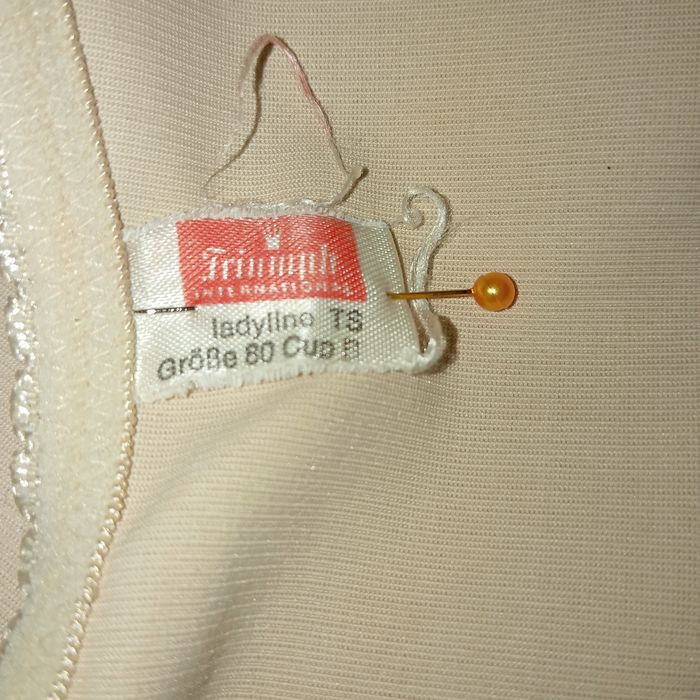 Triumph
INTERNATIONAL
ladyline TS
Größe 80 Cup B